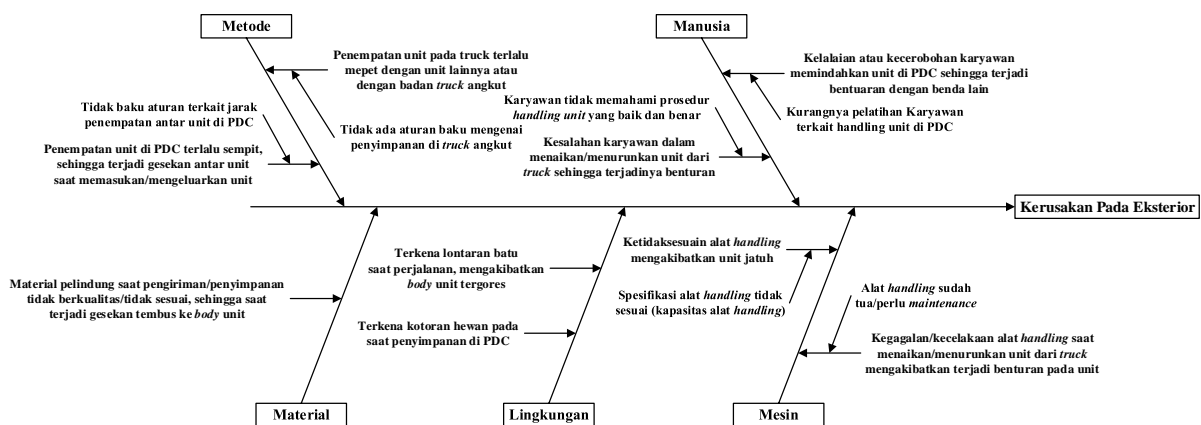 Metode
Penempatan unit pada truck terlalu
mepet dengan unit lainnya atau
dengan badan truck angkut
Tidak baku aturan terkait jarak
penempatan antar unit di PDC
Tidak ada aturan baku mengenai
penyimpanan di truck angkut
Penempatan unit di PDC terlalu sempit,
sehingga terjadi gesekan antar unit
saat memasukan/mengeluarkan unit
Manusia
Kelalaian atau kecerobohan karyawan
memindahkan unit di PDC sehingga terjadi
bentuaran dengan benda lain
Karyawan tidak memahami prosedur
handling unit yang baik dan benar
Kurangnya pelatihan Karyawan
terkait handling unit di PDC
Kesalahan karyawan dalam
menaikan/menurunkan unit dari
truck sehingga terjadinya benturan
Kerusakan Pada Eksterior
Material pelindung saat pengiriman/penyimpanan
tidak berkualitas/tidak sesuai, sehingga saat
terjadi gesekan tembus ke body unit
Material
Terkena lontaran batu
saat perjalanan, mengakibatkan
body unit tergores
Terkena kotoran hewan pada
saat penyimpanan di PDC
Lingkungan
Ketidaksesuain alat handling
mengakibatkan unit jatuh
Spesifikasi alat handling tidak
sesuai (kapasitas alat handling)
Alat handling sudah
tua/perlu maintenance
Kegagalan/kecelakaan alat handling saat
menaikan/menurunkan unit dari truck
mengakibatkan terjadi benturan pada unit
Mesin